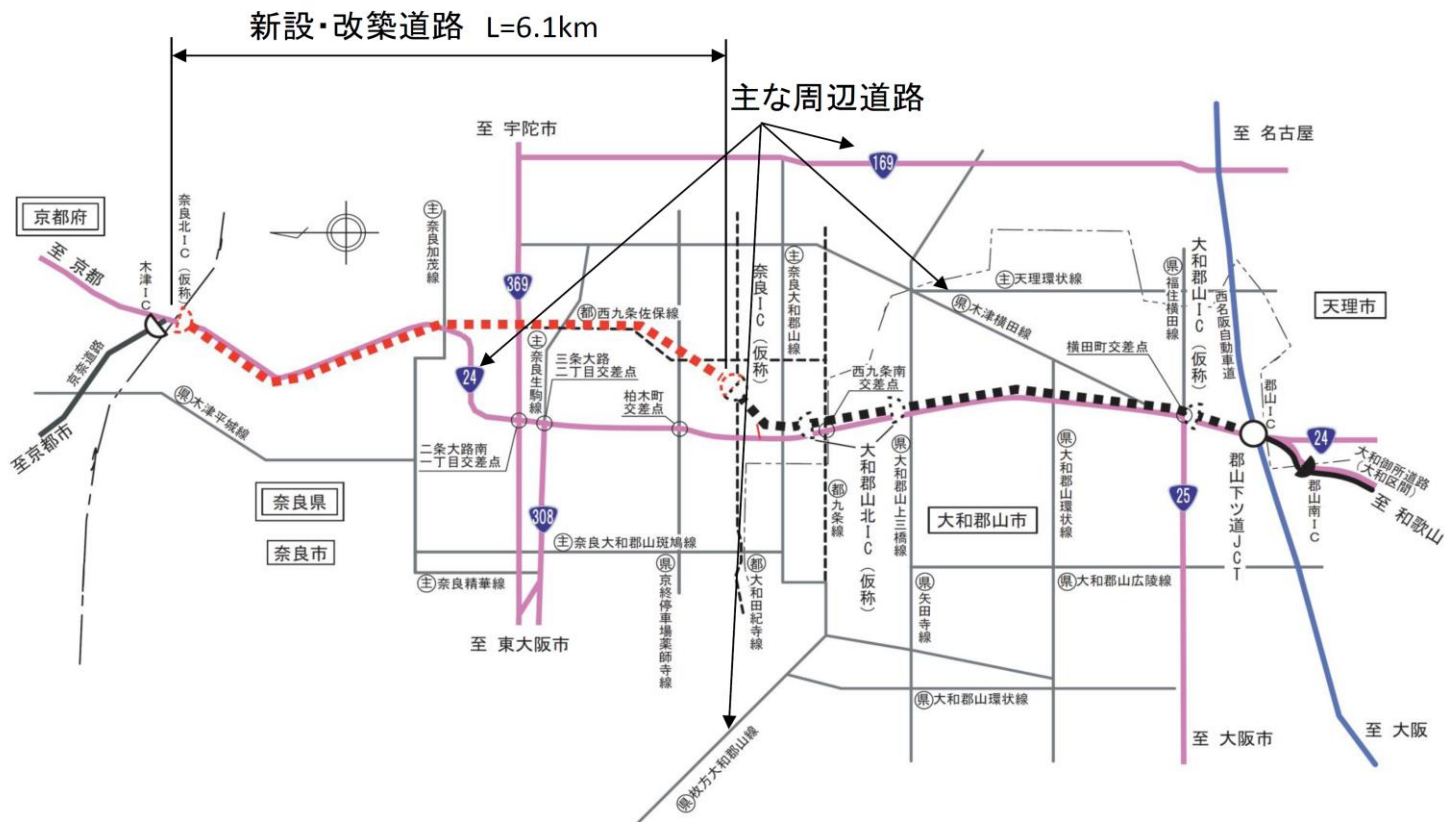 新設・改築道路 L=6.1km
主な周辺道路
至 宇陀市
至 名古屋
169
京都府
至 京都
木津IC
奈良北IC(仮称)
(主)奈良加茂線
369
(都)西九条佐保線
(主)奈良大和郡山線
奈良IC(仮称)
(主)天理環状線
(県)木津横田線
(県)福住横田線
大和郡山IC(仮称)
西名阪自動車道
天理市
京奈道路
至京都市
(県)木津平城線
24
(主)奈良生駒線
三条大路
二丁目交差点
柏木町
交差点
西九条南
交差点
横田町交差点
郡山IC
24
大和御所道路
(大和区間)
至 和歌山
二条大路南
一丁目交差点
奈良県
奈良市
308
(主)奈良大和郡山斑鳩線
(主)奈良精華線
(県)京終停車場薬師寺線
(都)大和田紀寺線
(都)九条線
大和郡山北IC(仮称)
(県)大和郡山上三橋線
大和郡山市
(県)大和郡山環状線
25
郡山下ツ道JCT
郡山南IC
(県)矢田寺線
(県)大和郡山広陵線
至 東大阪市
(県)大和郡山環状線
至 大阪市
至 大阪
(県)枚方大和郡山線